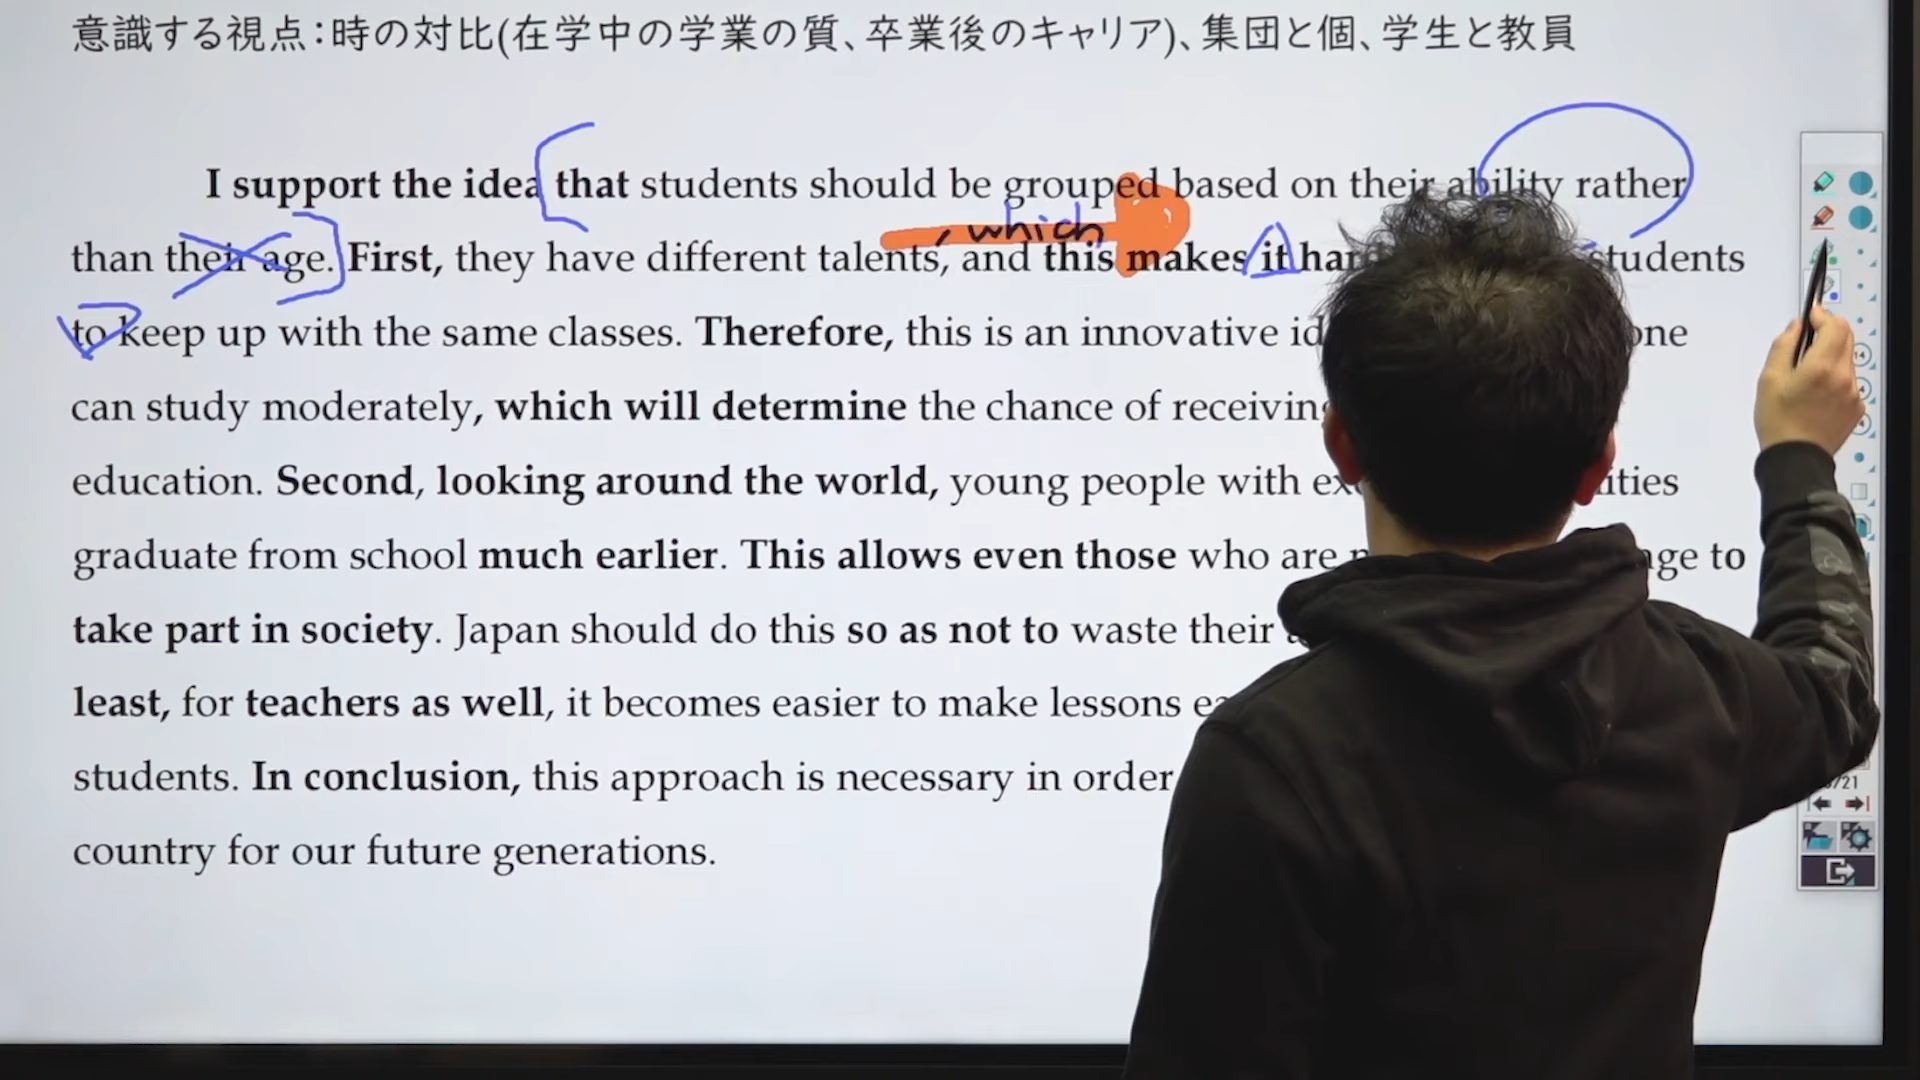 意識する視点：時の対比(在学中の学業の質、卒業後のキャリア)、集団と個、学生と教員
I support the idea that students should be grouped based on their ability rather
, which
than their age. First, they have different talents, and this makes it students
to keep up with the same classes. Therefore, this is an innovative
can study moderately, which will determine the chance of receiving
education. Second, looking around the world, young people with
graduate from school much earlier. This allows even those who are to
take part in society. Japan should do this so as not to waste their
least, for teachers as well, it becomes easier to make lessons
students. In conclusion, this approach is necessary in order
country for our future generations.
/21